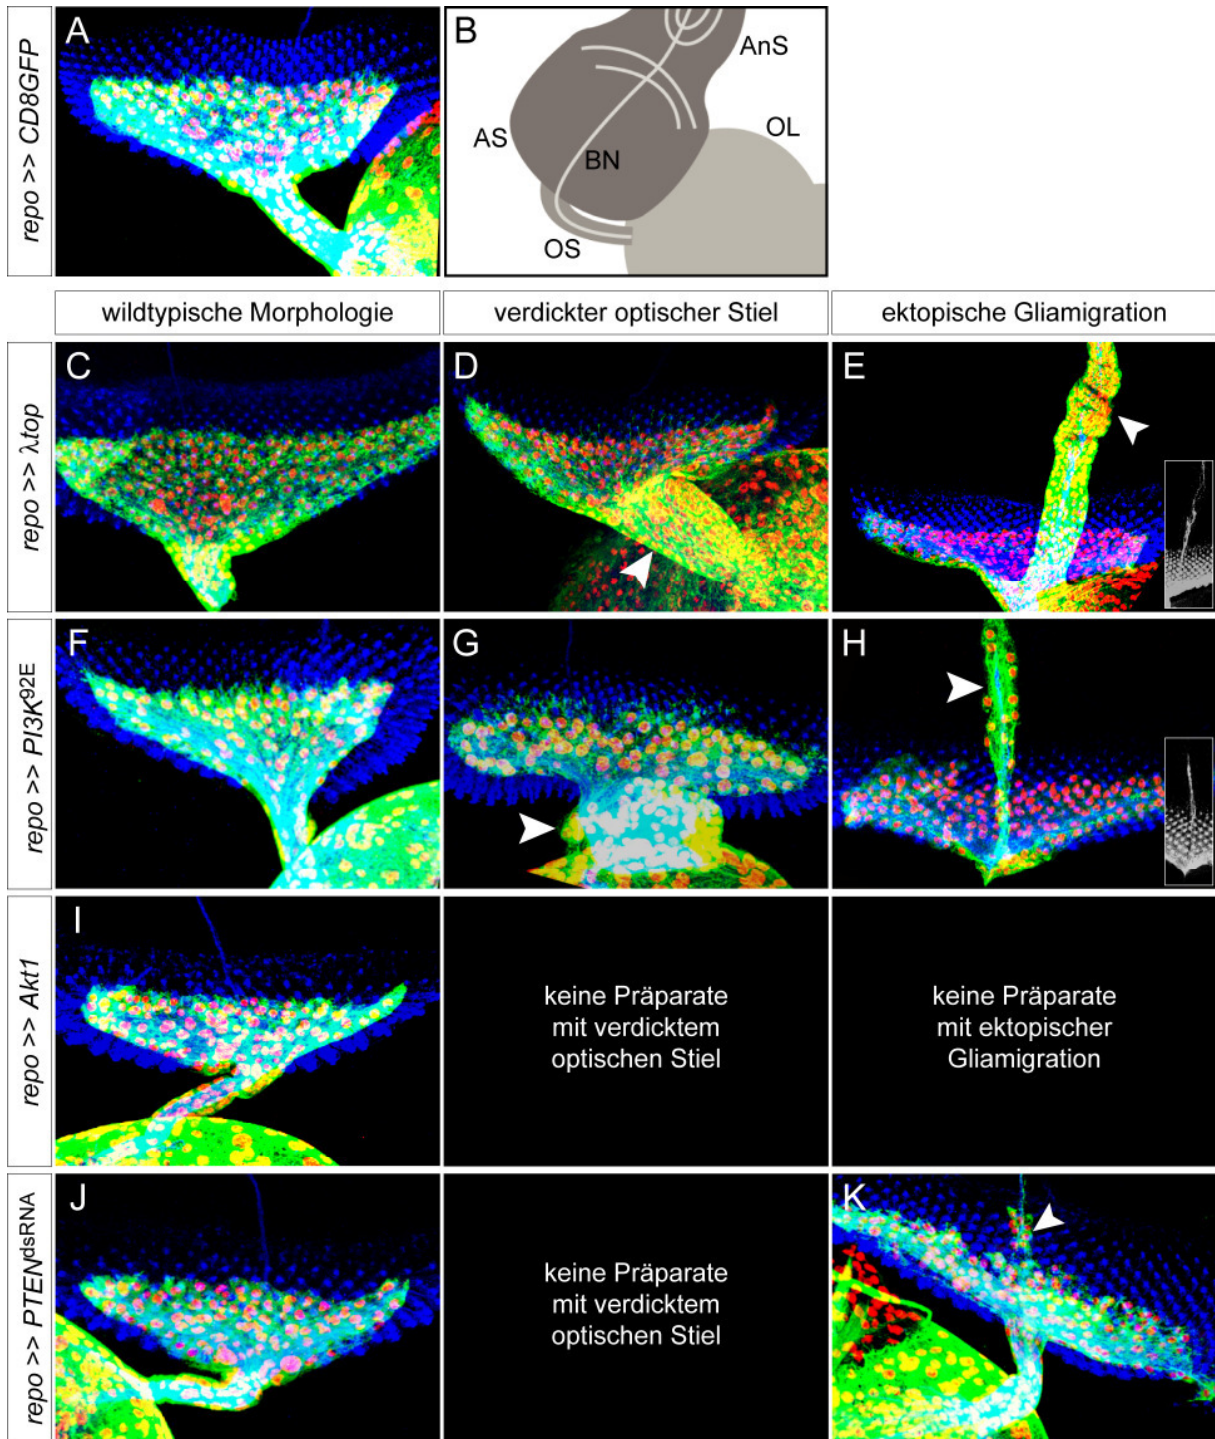 repo >> CD8GFP
A
B
AnS
AS
OL
BN
OS
wildtypische Morphologie
verdickter optischer Stiel
ektopische Gliamigration
repo >> λtop
C
D
E
repo >> PI3K92E
F
G
H
repo >> Akt1
I
keine Präparate
mit verdicktem
optischen Stiel
keine Präparate
mit ektopischer
Gliamigration
repo >> PTENdsRNA
J
keine Präparate
mit verdicktem
optischen Stiel
K